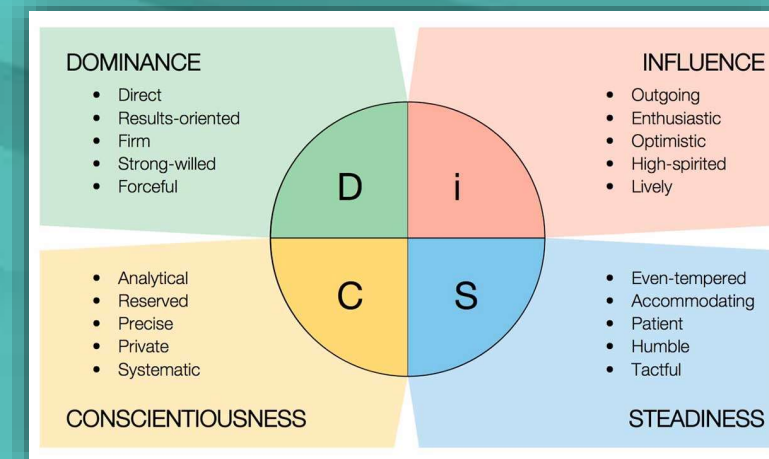 DOMINANCE
• Direct
• Results-oriented
• Firm
• Strong-willed
• Forceful
INFLUENCE
• Outgoing
• Enthusiastic
• Optimistic
• High-spirited
• Lively
D
i
C
S
• Analytical
• Reserved
• Precise
• Private
• Systematic
CONSCIENTIOUSNESS
• Even-tempered
• Accommodating
• Patient
• Humble
• Tactful
STEADINESS